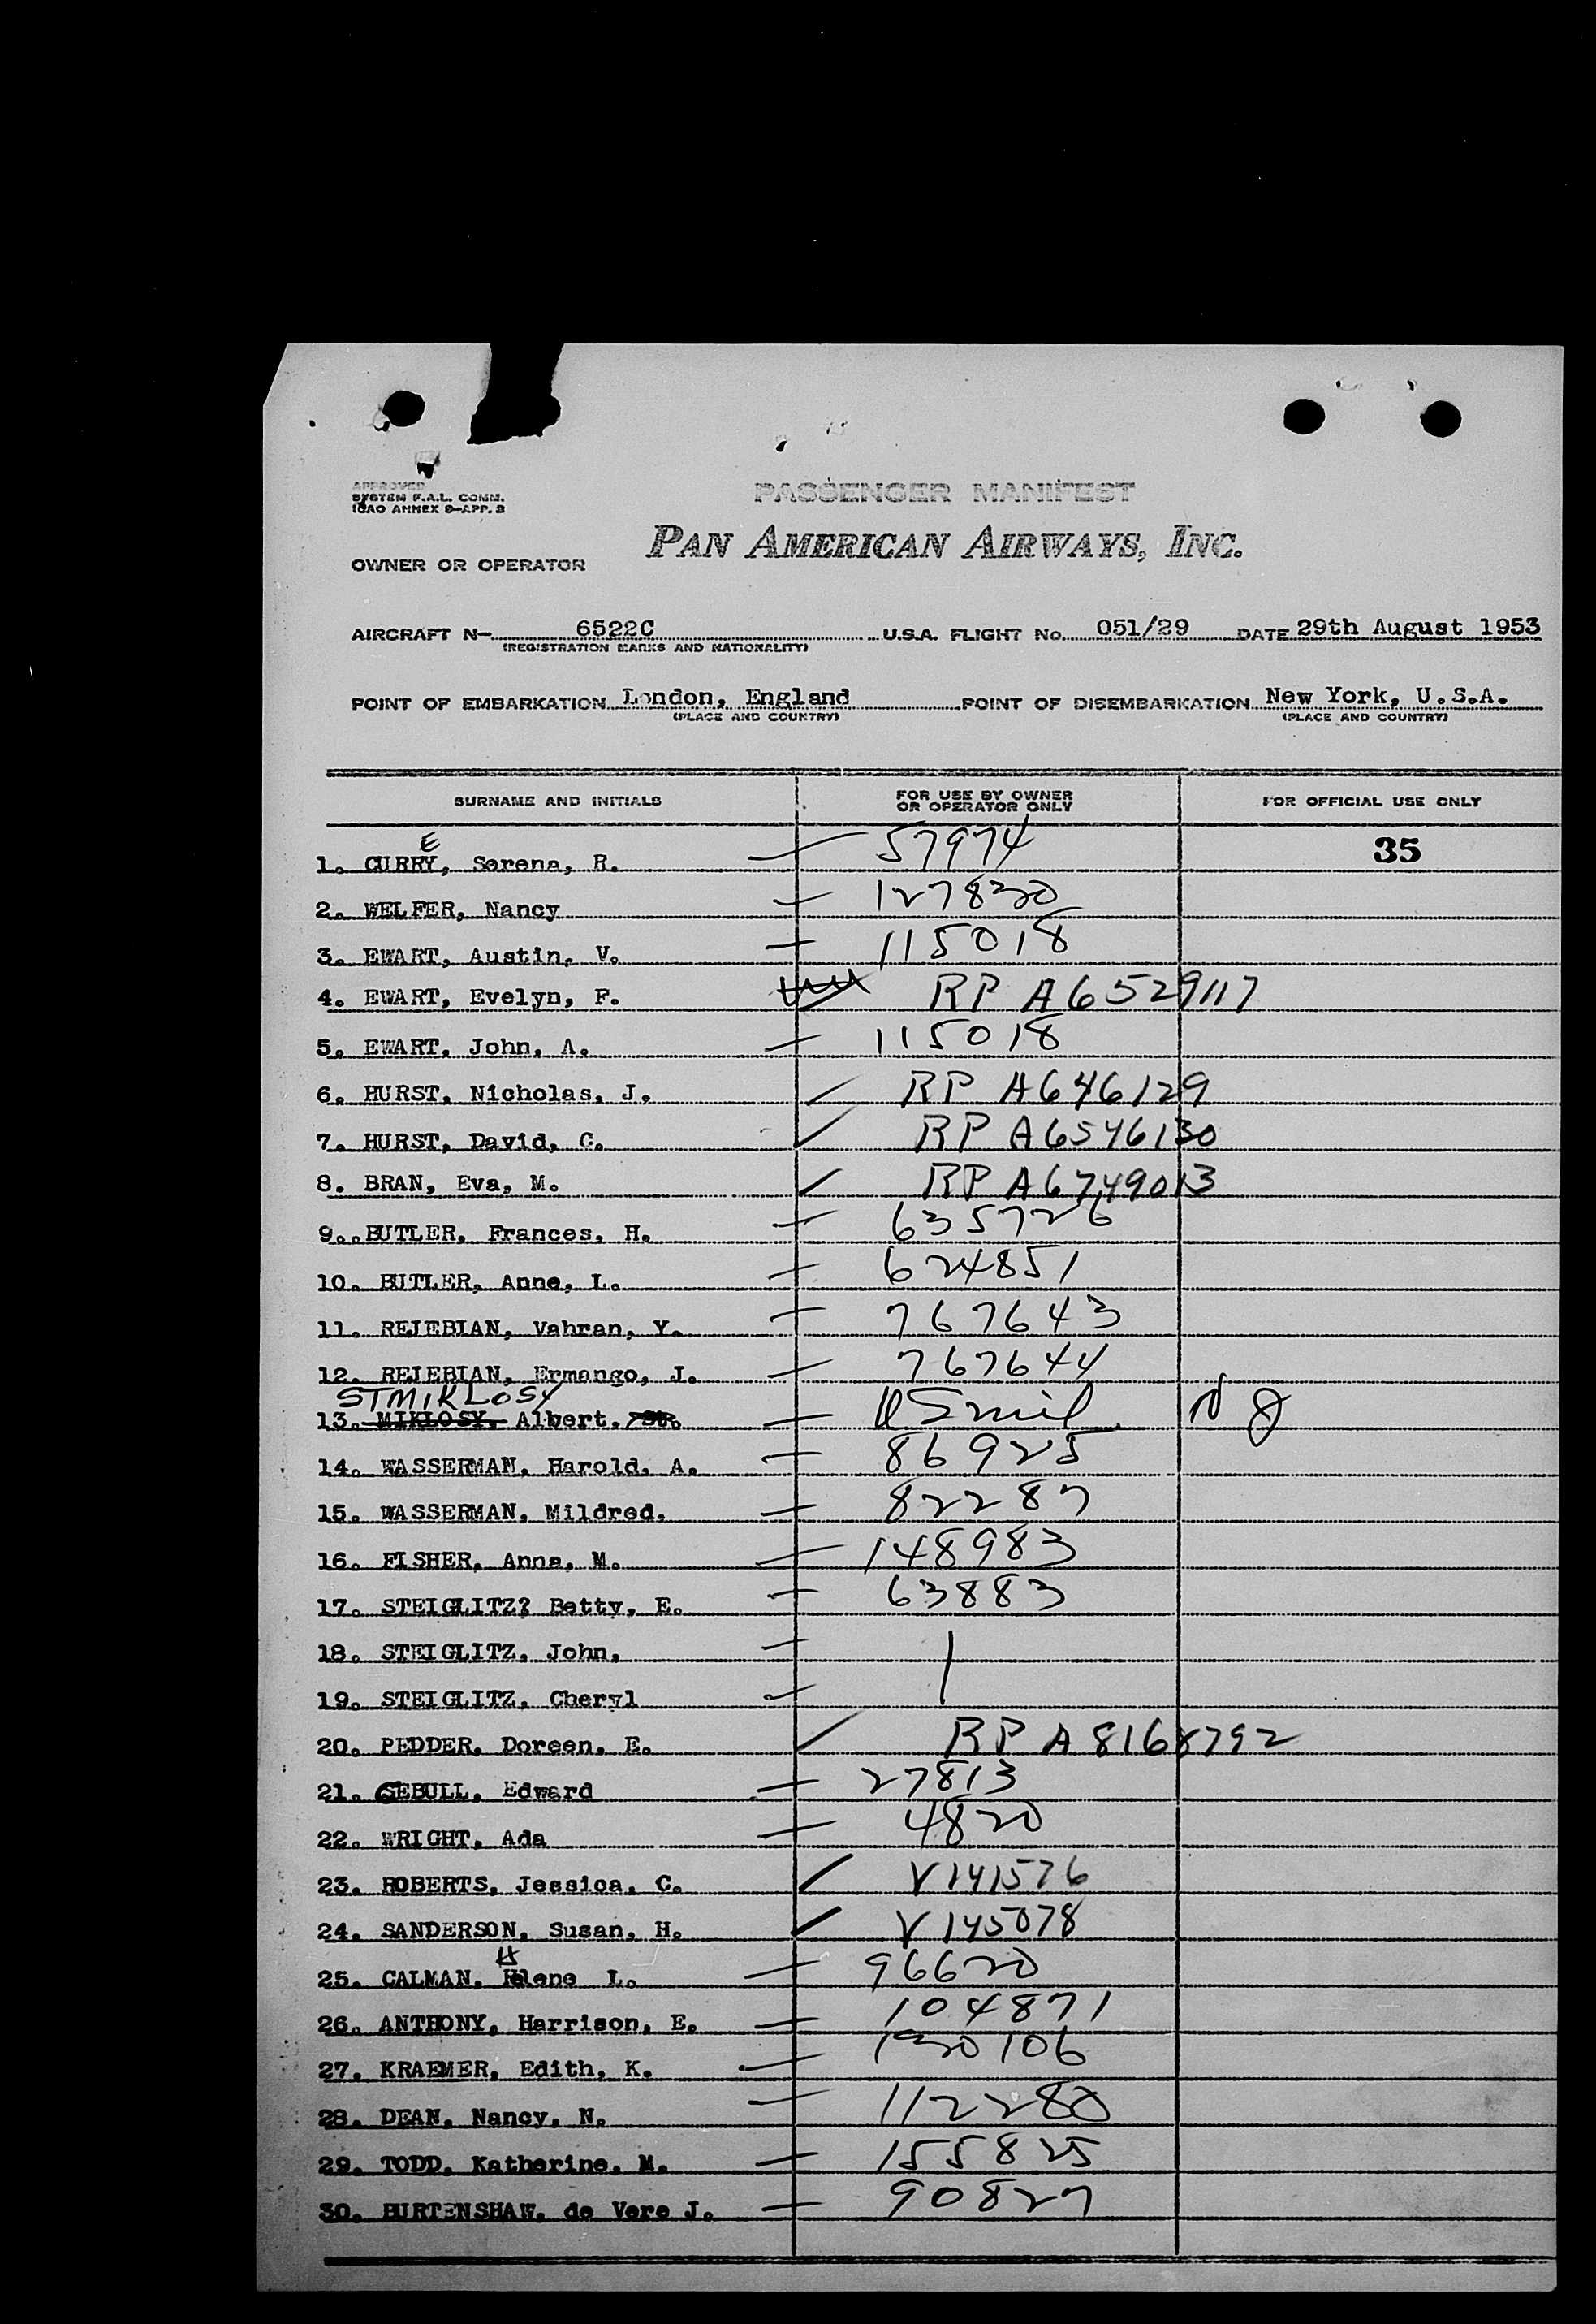 APPROVED
SYSTEM F.A.L. COMM.
ICAO ANNEX 9-APP. 3
PASSENGER MANIFEST
PAN AMERICAN AIRWAYS, INC.
OWNER OR OPERATOR
AIRCRAFT N- 6522C U.S.A. FLIGHT No. 051/29 DATE 29th August 1953
(REGISTRATION MARKS AND NATIONALITY)
POINT OF EMBARKATION London, England POINT OF DISEMBARKATION New York, U.S.A.
(PLACE AND COUNTRY) (PLACE AND COUNTRY)
SURNAME AND INITIALS FOR USE BY OWNER OR OPERATOR ONLY FOR OFFICIAL USE ONLY
E
1. CURRY, Serena, R. 57974 35
2. WELFER, Nancy 127830
3. EWART, Austin, V. 115018
4. EWART, Evelyn, F. RP A6529117
5. EWART, John, A. 115018
6. HURST, Nicholas, J. RP A646129
7. HURST, David, C. RP A6546130
8. BRAN, Eva, M. RP A6749013
9..BUTLER, Frances, H. 635726
10. BUTLER, Anne, L. 624851
11. REJEBIAN, Vahran, Y. 767643
12. REJEBIAN, Ermango, J. 767644
STMIKLOSY
13. MIKLOSY, Albert, St. US mil N
14. WASSERMAN, Harold, A. 86925
15. WASSERMAN, Mildred. 82287
16. FISHER, Anna, M. 148983
17. STEIGLITZ? Betty, E. 63883
18. STEIGLITZ, John,
19. STEIGLITZ, Cheryl
20. PEDDER, Doreen, E. RP A8168792
21. GEBULL, Edward 27813
22. WRIGHT, Ada 4820
23. ROBERTS, Jessica, C. V141576
24. SANDERSON, Susan, H. V145078
H
25. CALMAN, Helene L. 96620
26. ANTHONY, Harrison, E. 104871
27. KRAEMER, Edith, K. 130106
28. DEAN, Nancy, N. 112280
29. TODD, Katherine, M. 155825
30. BURTENSHAW, de Vere J. 90827